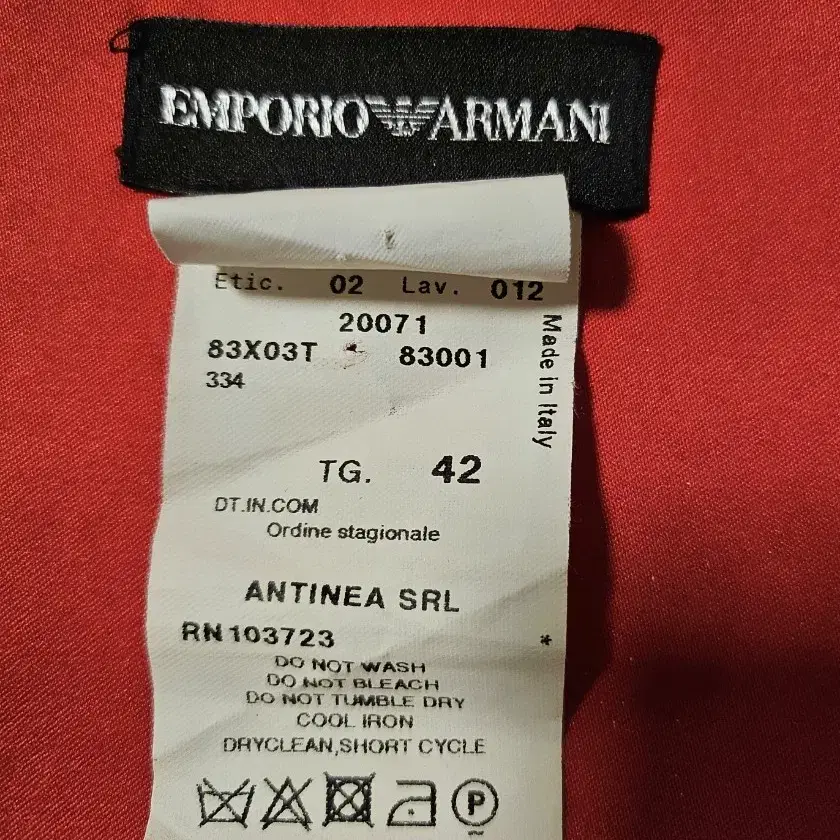 EMPORIO ARMANI
Etic. 02 Lav. 012
20071
83X03T 83001
334
Made in Italy
TG. 42
DT.IN.COM
Ordine stagionale
ANTINEA SRL
RN103723 *
DO NOT WASH
DO NOT BLEACH
DO NOT TUMBLE DRY
COOL IRON
DRYCLEAN,SHORT CYCLE
P